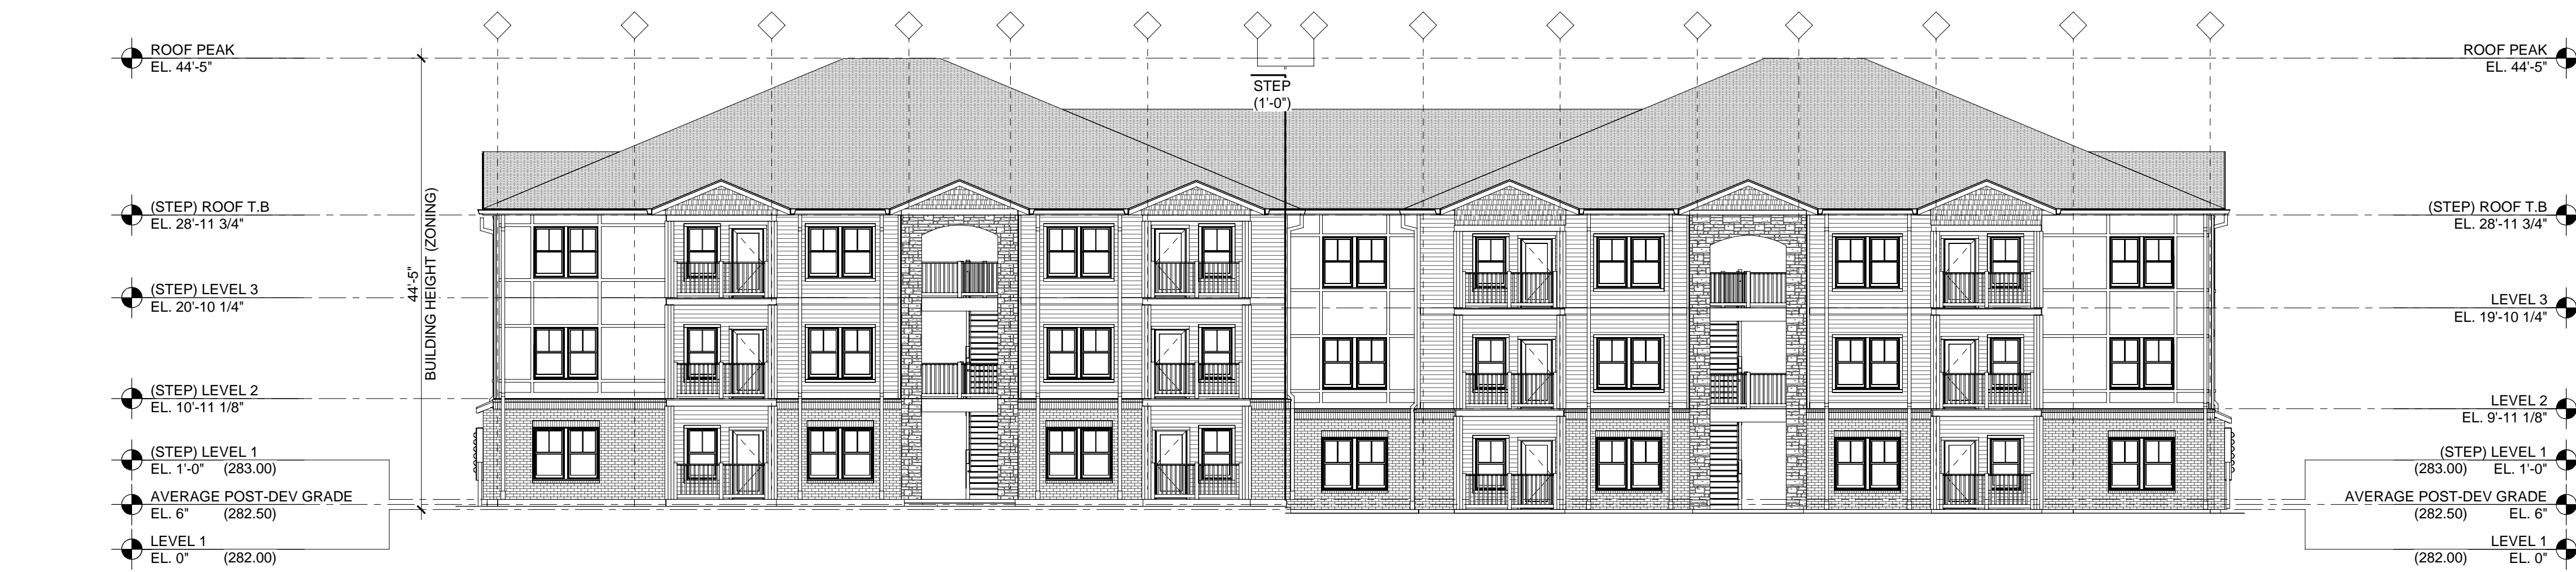 ROOF PEAK
EL. 44'-5"
(STEP) ROOF T.B
EL. 28'-11 3/4"
(STEP) LEVEL 3
EL. 20'-10 1/4"
(STEP) LEVEL 2
EL. 10'-11 1/8"
(STEP) LEVEL 1
EL. 1'-0" (283.00)
AVERAGE POST-DEV GRADE
EL. 6" (282.50)
LEVEL 1
EL. 0" (282.00)
44'-5"
BUILDING HEIGHT (ZONING)
STEP
(1'-0")
ROOF PEAK
EL. 44'-5"
(STEP) ROOF T.B
EL. 28'-11 3/4"
LEVEL 3
EL. 19'-10 1/4"
LEVEL 2
EL. 9'-11 1/8"
(STEP) LEVEL 1
(283.00) EL. 1'-0"
AVERAGE POST-DEV GRADE
(282.50) EL. 6"
LEVEL 1
(282.00) EL. 0"